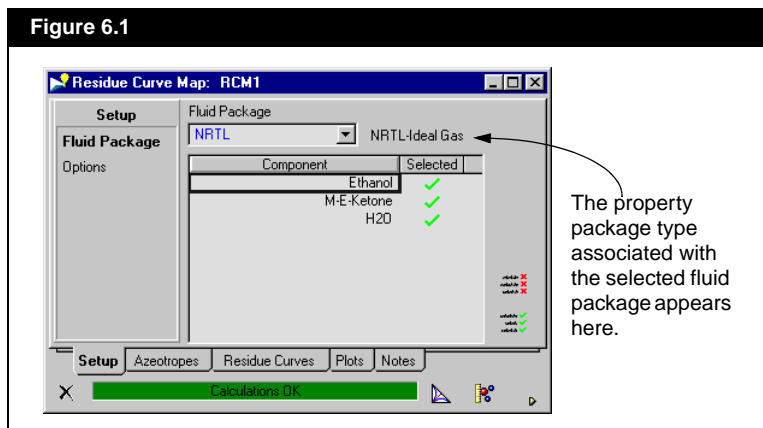 Figure 6.1
Residue Curve Map: RCM1
Setup
Fluid Package
Options
Fluid Package
NRTL
NRTL-Ideal Gas
Component Selected
Ethanol
M-E-Ketone
H2O
The property
package type
associated with
the selected fluid
package appears
here.
Setup Azeotropes Residue Curves Plots Notes
Calculations OK